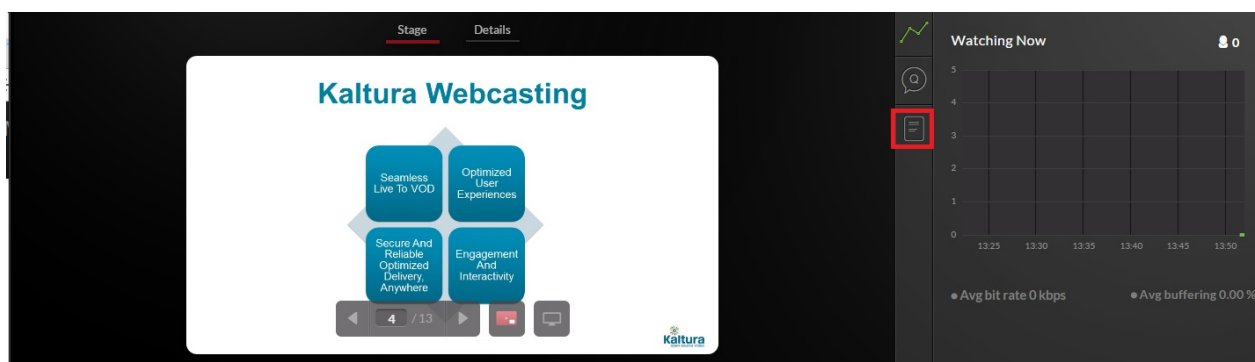 Stage Details
Kaltura Webcasting
Seamless
Live To VOD
Optimized
User
Experiences
Secure And
Reliable
Optimized
Delivery,
Anywhere
Engagement
And
Interactivity
4 / 13
Kaltura
Q
Watching Now 0
5
4
3
2
1
0
13:25 13:30 13:35 13:40 13:45 13:50
Avg bit rate 0 kbps Avg buffering 0.00 %